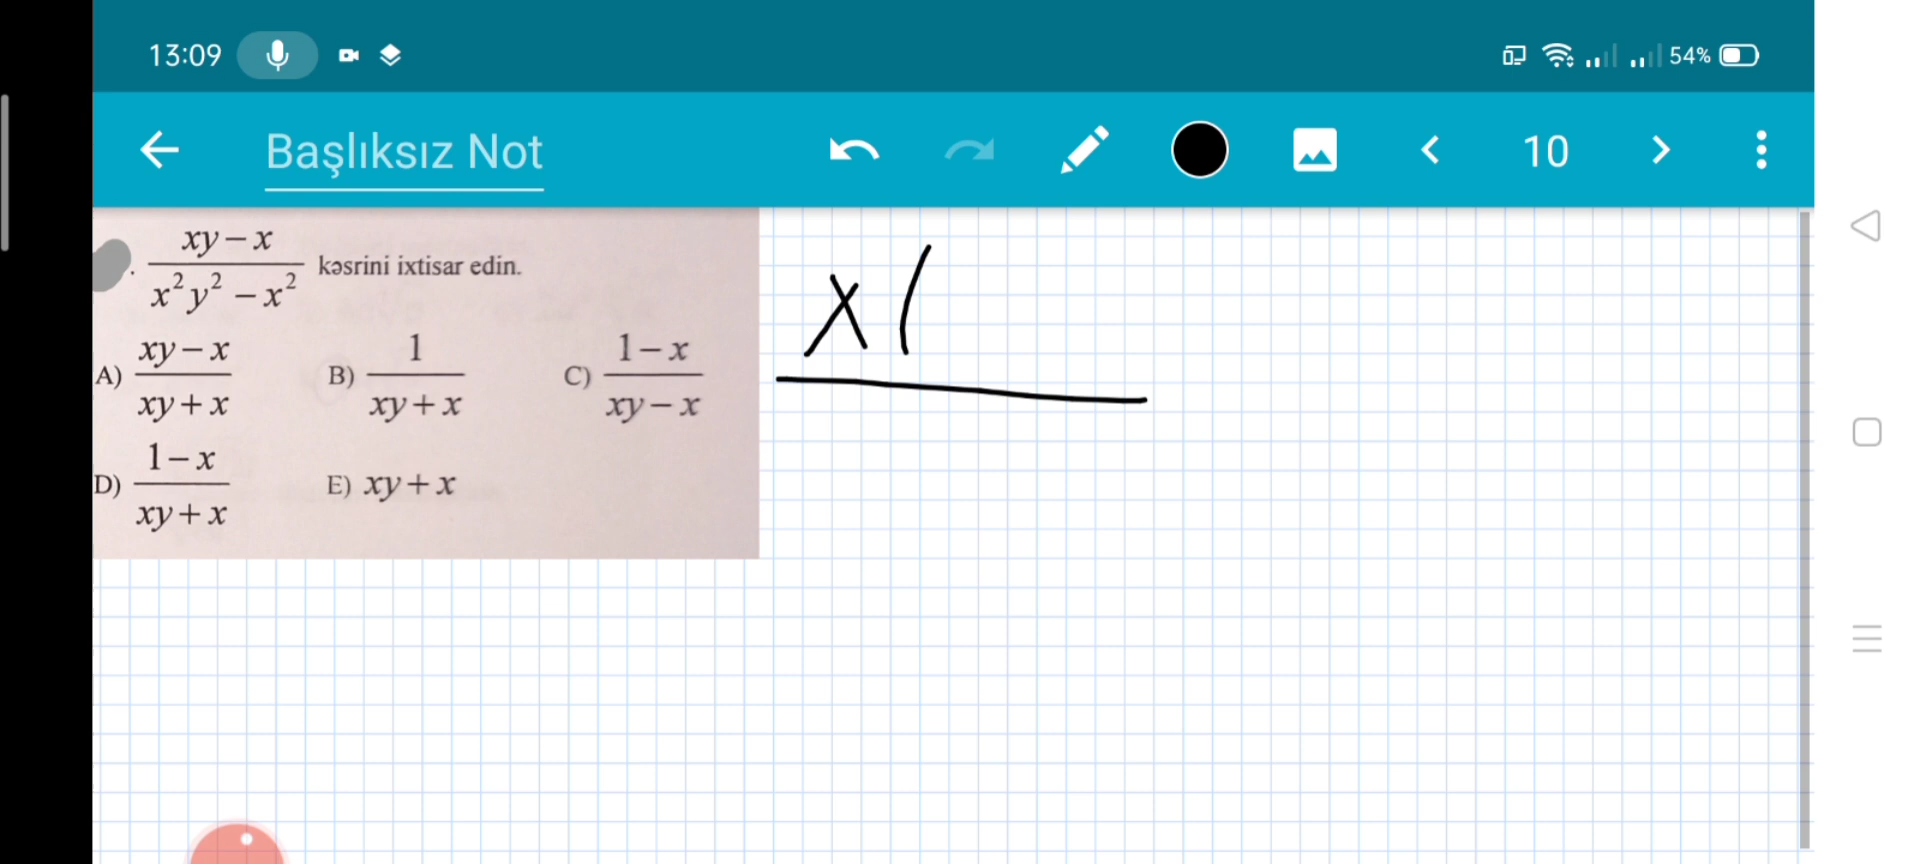 13:09 54%
Başlıksız Not 10
. xy−x / x²y²−x² kəsrini ixtisar edin.
A) xy−x / xy+x B) 1 / xy+x C) 1−x / xy−x
D) 1−x / xy+x E) xy+x
x(